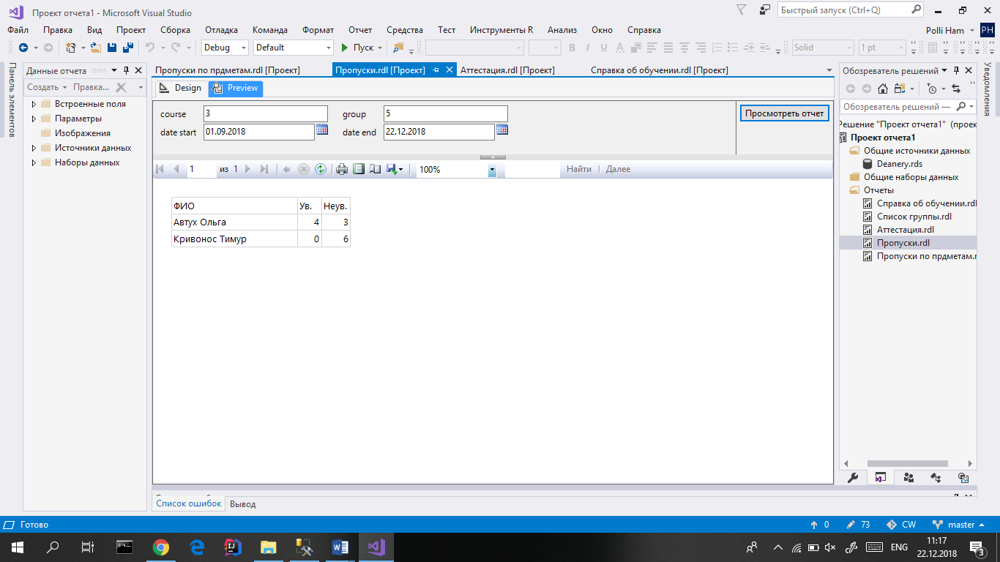 Проект отчета1 - Microsoft Visual Studio
Быстрый запуск (Ctrl+Q)
Файл Правка Вид Проект Сборка Отладка Команда Формат Отчет Средства Тест Инструменты R Анализ Окно Справка
Polli Ham PH
Debug Default Пуск Solid 1 pt
Панель элементов
Данные отчета
Создать Правка...
Встроенные поля
Параметры
Изображения
Источники данных
Наборы данных
Пропуски по прдметам.rdl [Проект] Пропуски.rdl [Проект] Аттестация.rdl [Проект] Справка об обучении.rdl [Проект]
Design Preview
course 3 group 5 Просмотреть отчет
date start 01.09.2018 date end 22.12.2018
1 из 1 100% Найти | Далее
ФИО Ув. Неув.
Автух Ольга 4 3
Кривонос Тимур 0 6
Список ошибок Вывод
Обозреватель решений
Обозреватель решений —
Решение "Проект отчета1" (проек
Проект отчета1
Общие источники данных
Deanery.rds
Общие наборы данных
Отчеты
Справка об обучении.rdl
Список группы.rdl
Аттестация.rdl
Пропуски.rdl
Пропуски по прдметам.r
Уведомления
Готово 0 73 CW master
ENG 11:17
22.12.2018 3